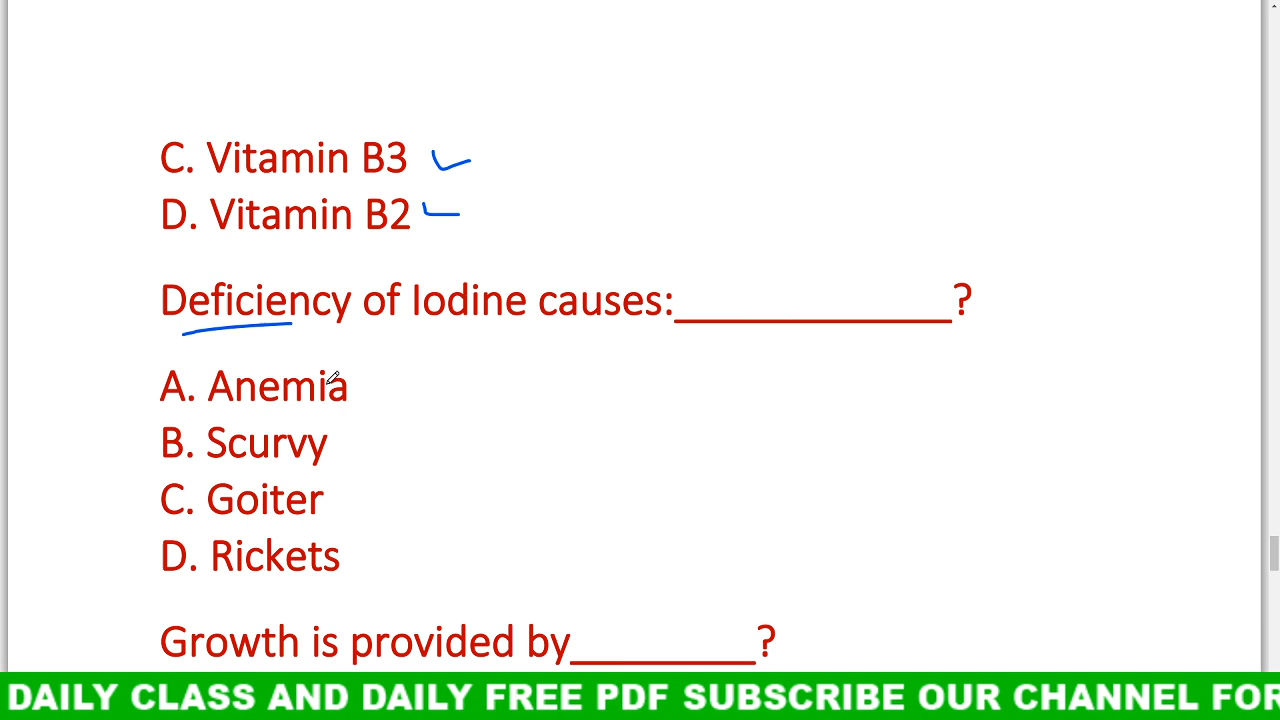 C. Vitamin B3
D. Vitamin B2
Deficiency of Iodine causes:_____________?
A. Anemia
B. Scurvy
C. Goiter
D. Rickets
Growth is provided by_________?
DAILY CLASS AND DAILY FREE PDF SUBSCRIBE OUR CHANNEL FOR